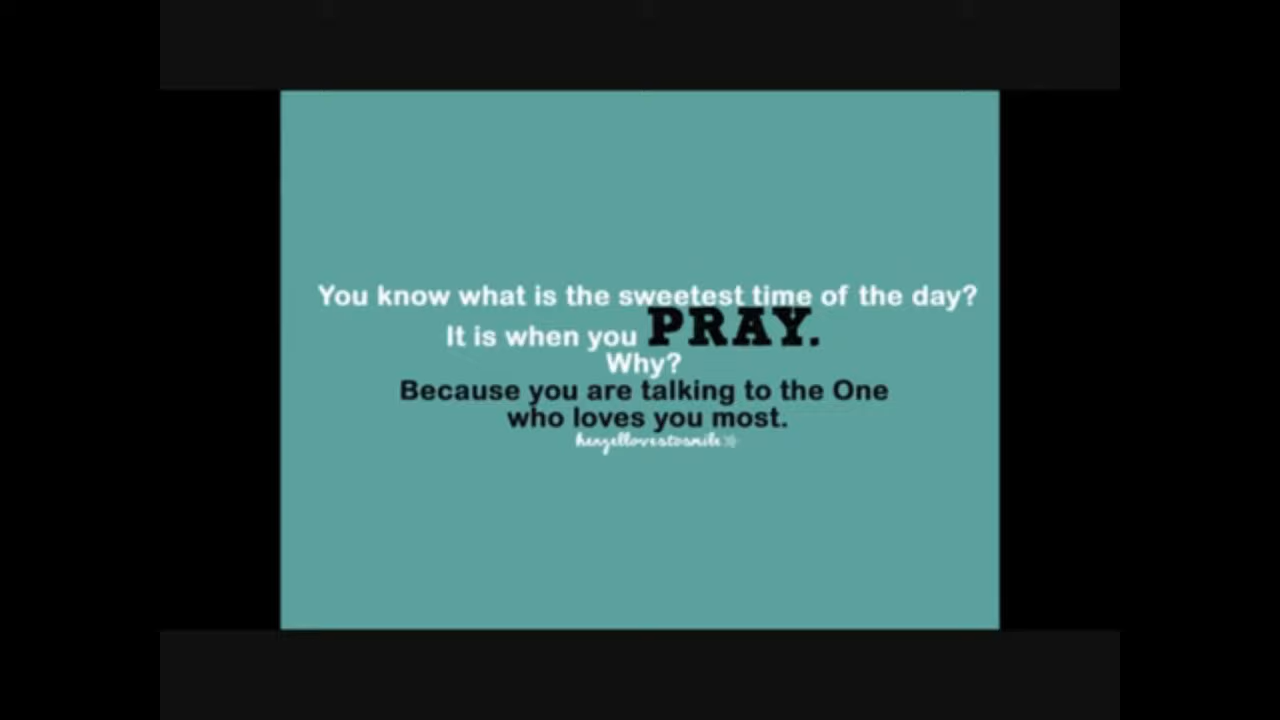 You know what is the sweetest time of the day?
It is when you PRAY.
Why?
Because you are talking to the One
who loves you most.